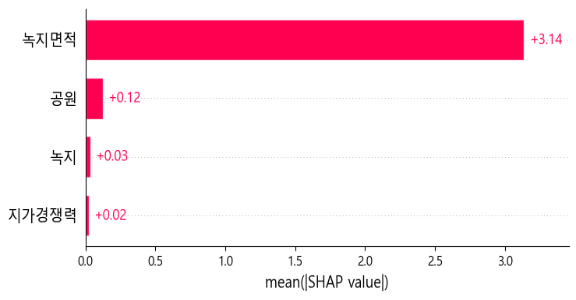 녹지면적 +3.14
공원 +0.12
녹지 +0.03
지가경쟁력 +0.02
0.0 0.5 1.0 1.5 2.0 2.5 3.0
mean(|SHAP value|)